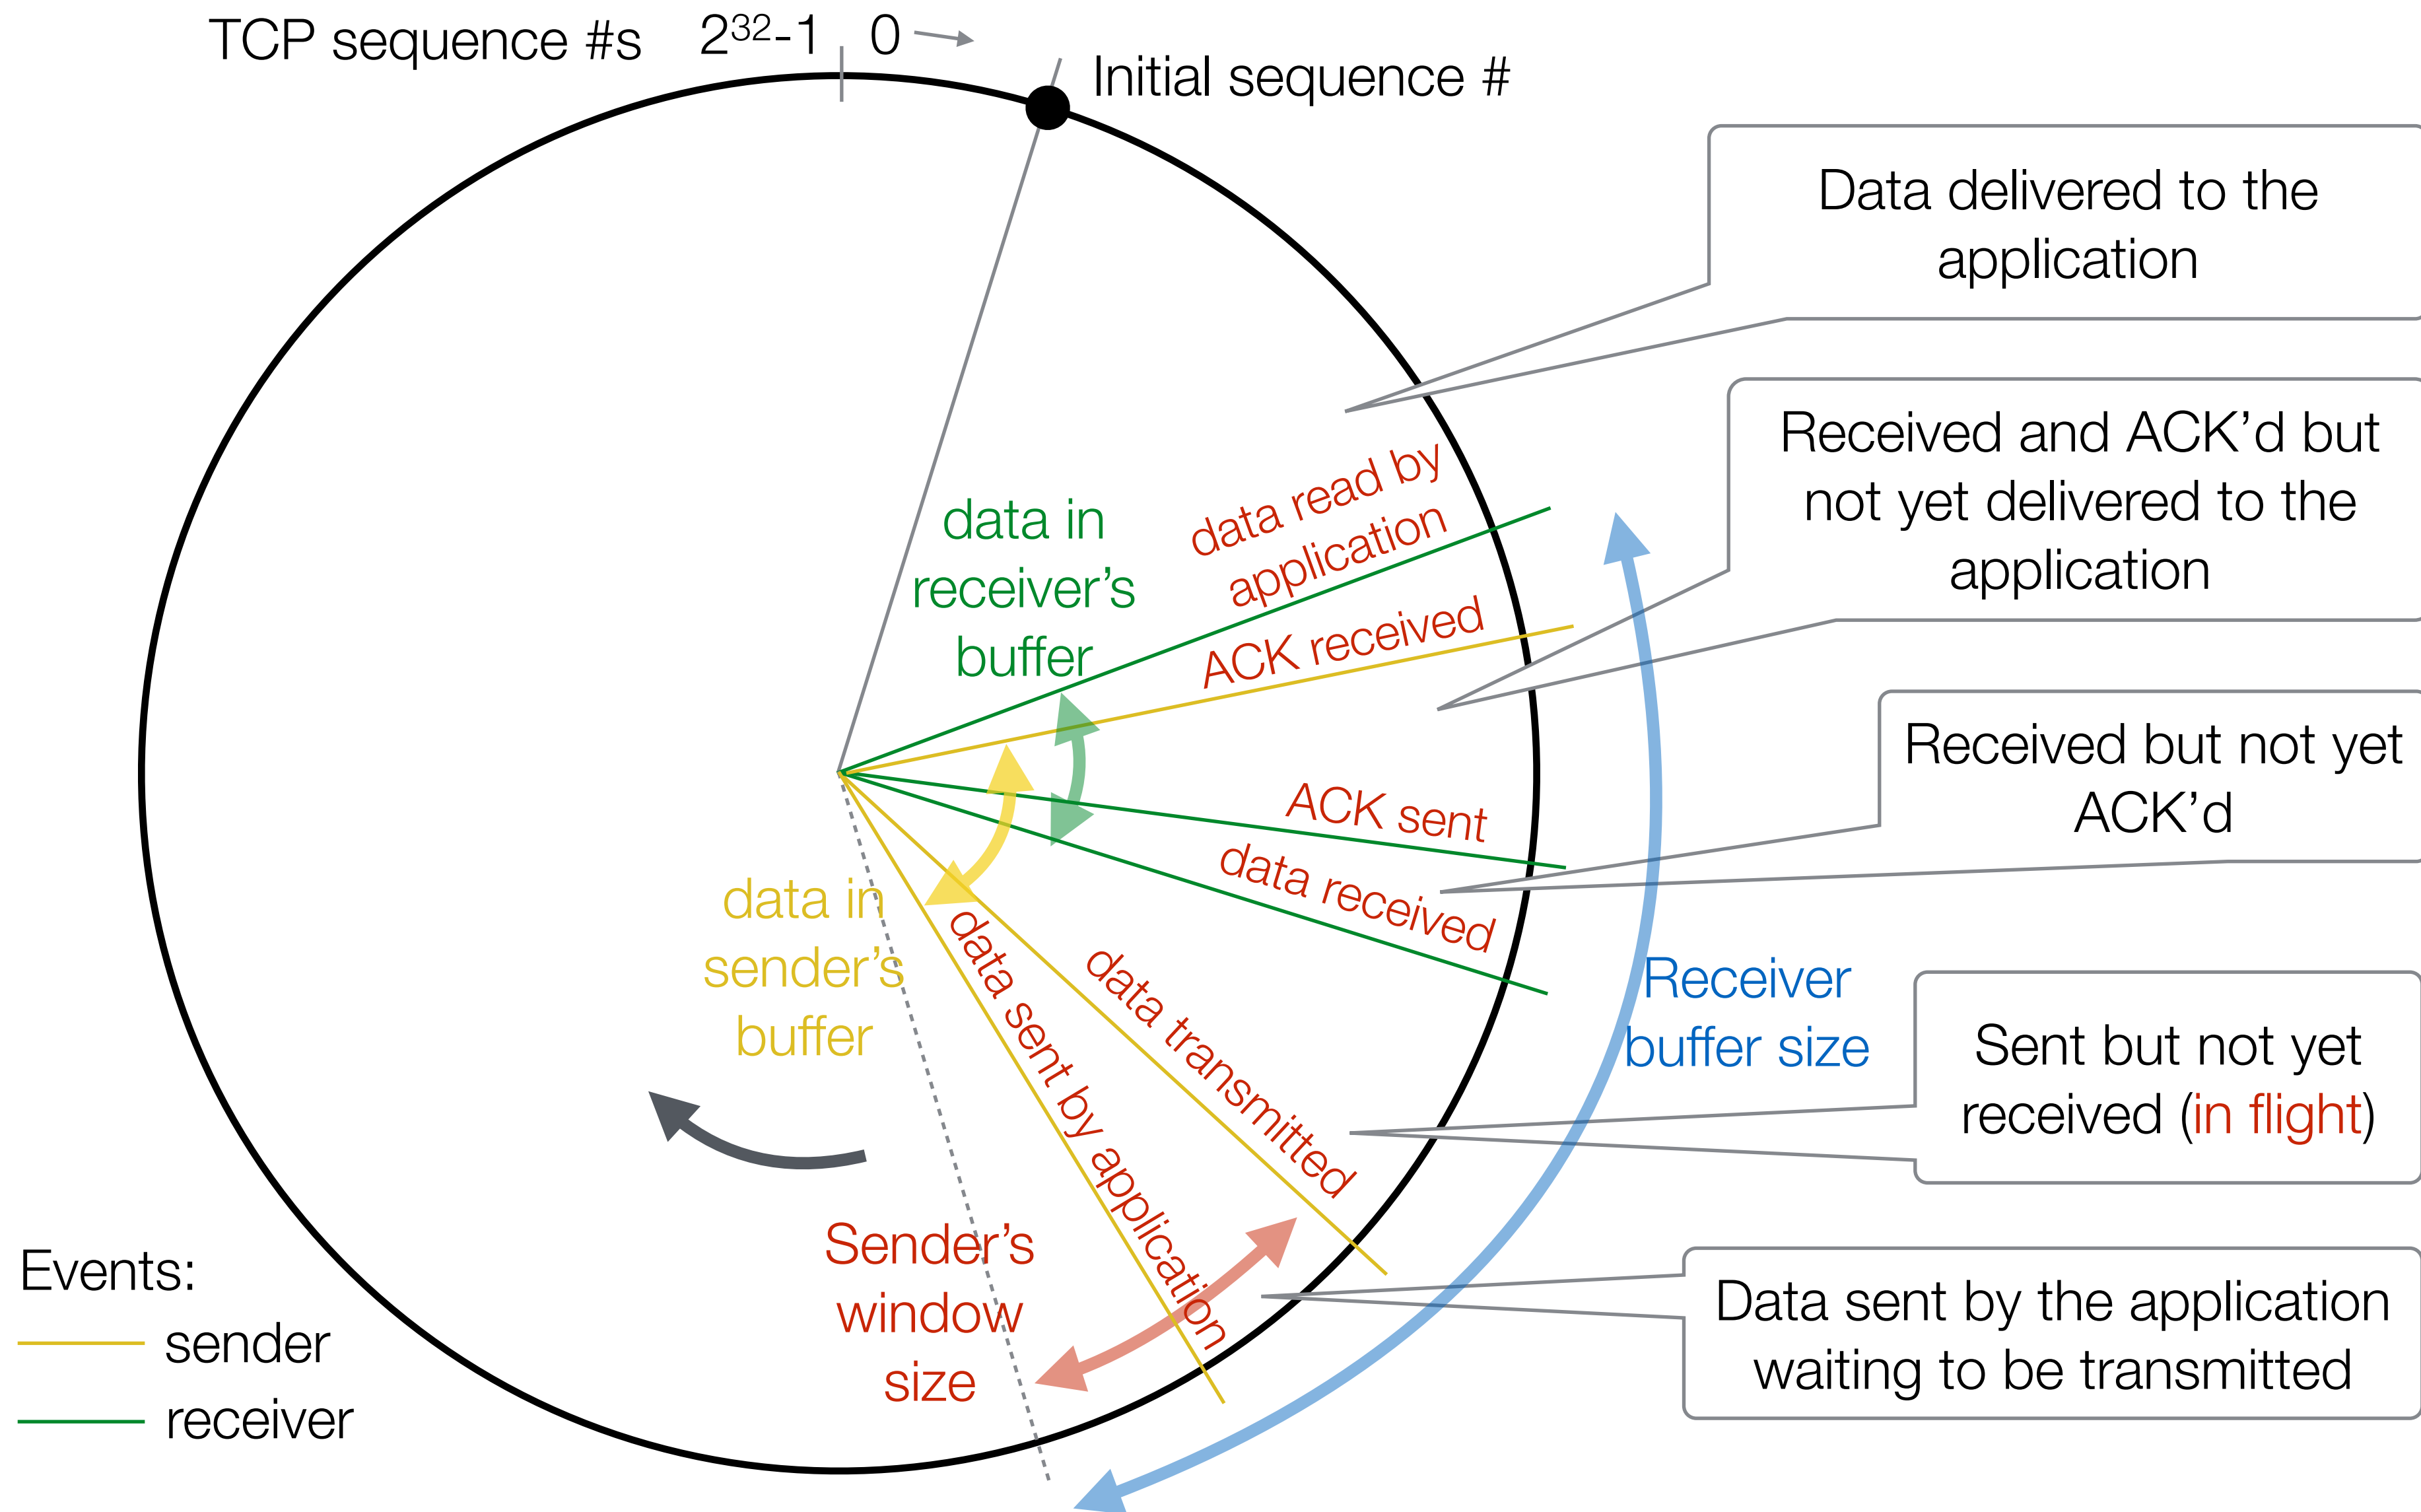 TCP sequence #s
2³²-1
0
Initial sequence #
Data delivered to the
application
Received and ACK’d but
not yet delivered to the
application
Received but not yet
ACK’d
Sent but not yet
received (in flight)
Data sent by the application
waiting to be transmitted
data in
receiver’s
buffer
data read by
application
ACK received
ACK sent
data received
data transmitted
data sent by application
data in
sender’s
buffer
Receiver
buffer size
Sender’s
window
size
Events:
sender
receiver